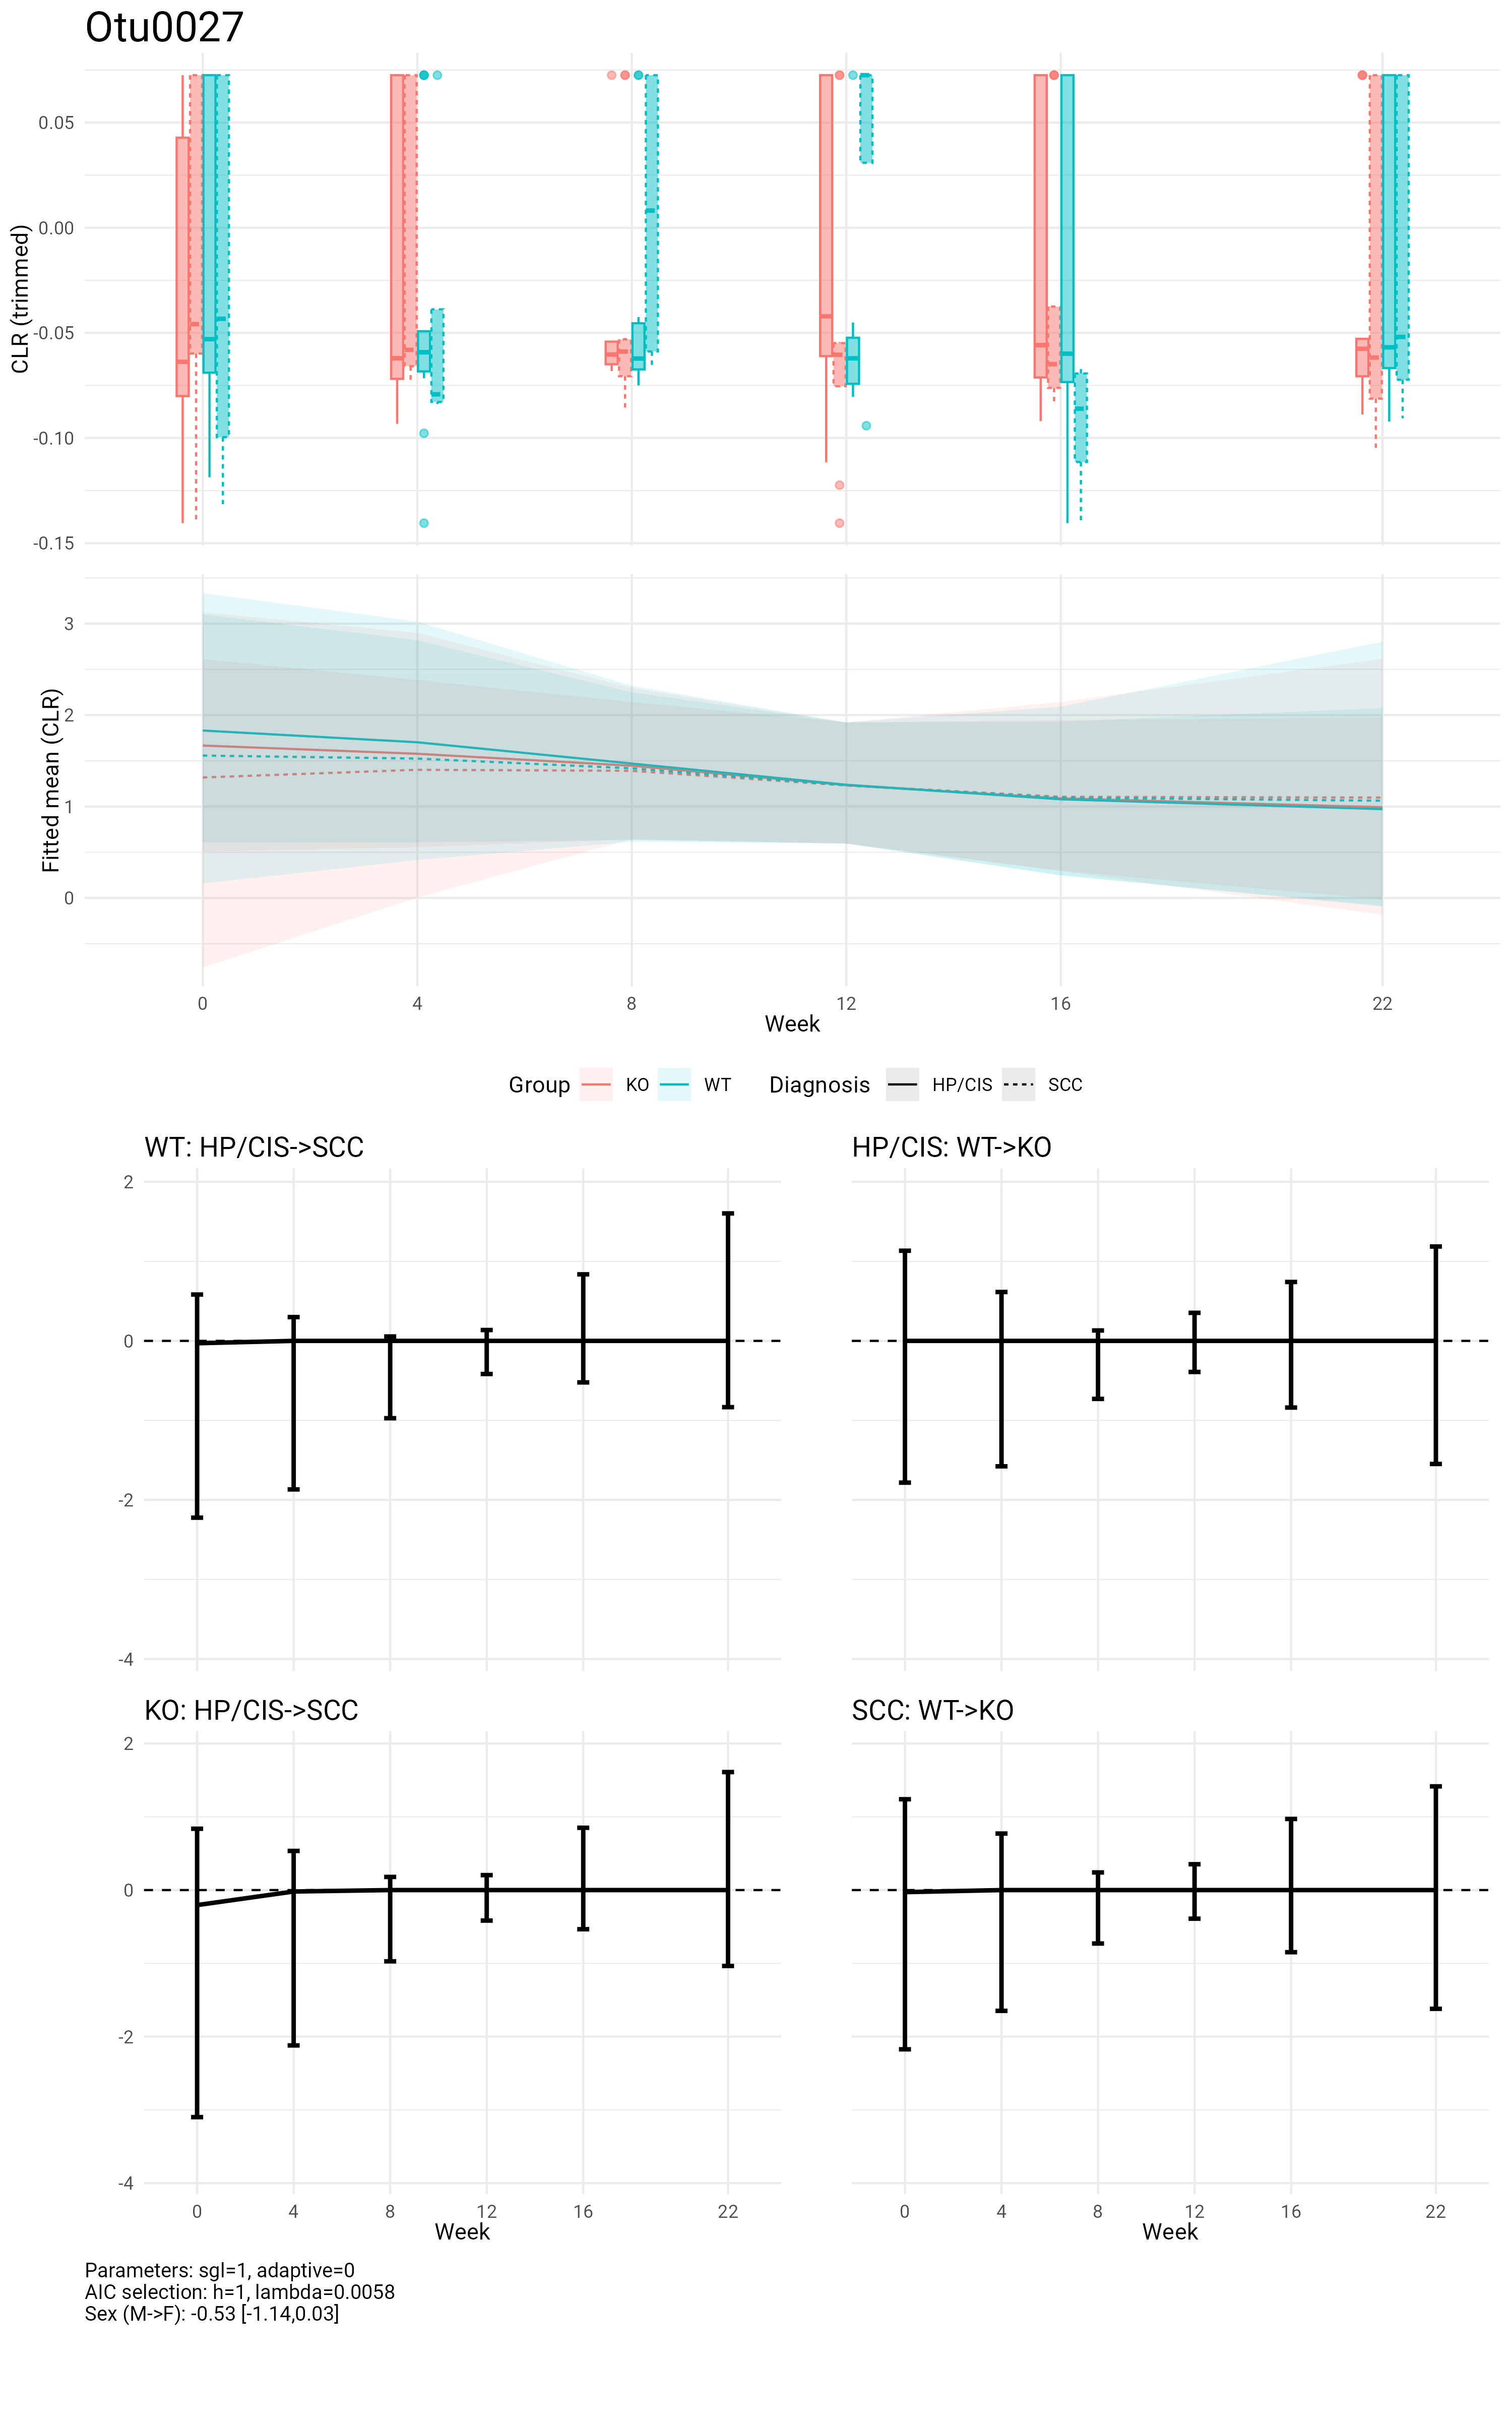 Otu0027
CLR (trimmed)
0.05
0.00
-0.05
-0.10
-0.15
Fitted mean (CLR)
3
2
1
0
0 4 8 12 16 22
Week
Group KO WT Diagnosis HP/CIS SCC
WT: HP/CIS->SCC
2
0
-2
-4
HP/CIS: WT->KO
KO: HP/CIS->SCC
2
0
-2
-4
0 4 8 12 16 22
Week
SCC: WT->KO
0 4 8 12 16 22
Week
Parameters: sgl=1, adaptive=0
AIC selection: h=1, lambda=0.0058
Sex (M->F): -0.53 [-1.14,0.03]